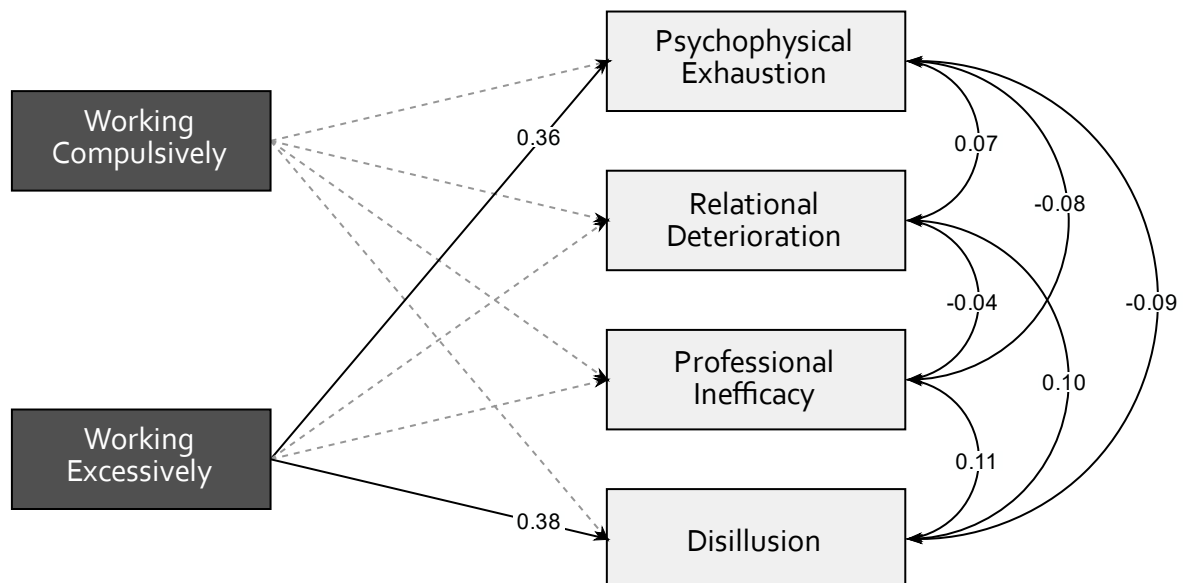 Psychophysical
Exhaustion
Working
Compulsively
0.36
0.07
Relational
Deterioration
-0.08
-0.04
-0.09
Professional
Inefficacy
0.10
Working
Excessively
0.11
0.38
Disillusion